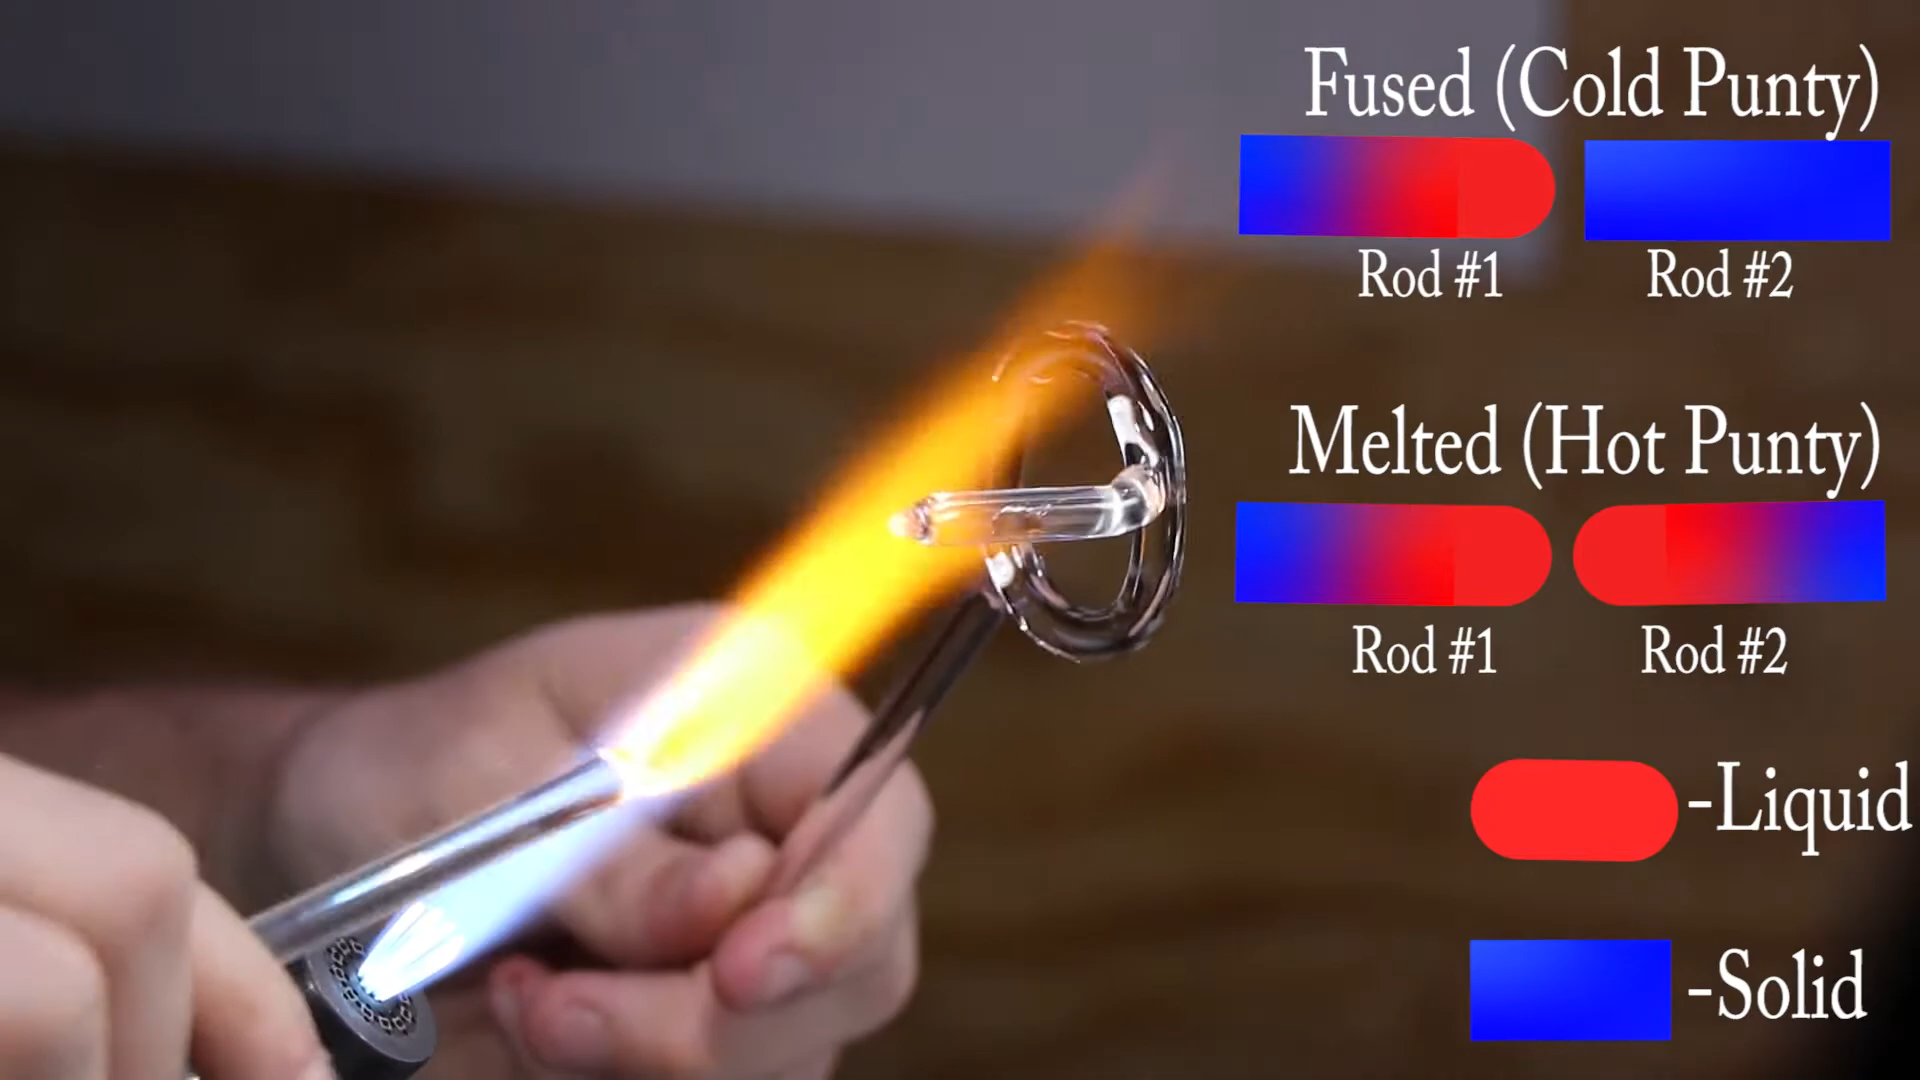 Fused (Cold Punty)
Rod #1
Rod #2
Melted (Hot Punty)
Rod #1
Rod #2
-Liquid
-Solid